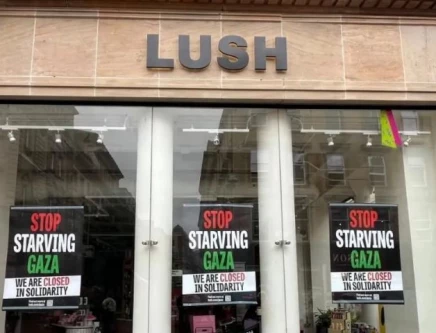 LUSH
STOP
STARVING
GAZA
WE ARE CLOSED
IN SOLIDARITY
STOP
STARVING
GAZA
WE ARE CLOSED
IN SOLIDARITY
STOP
STARVING
GAZA
WE ARE CLOSED
IN SOLIDARITY